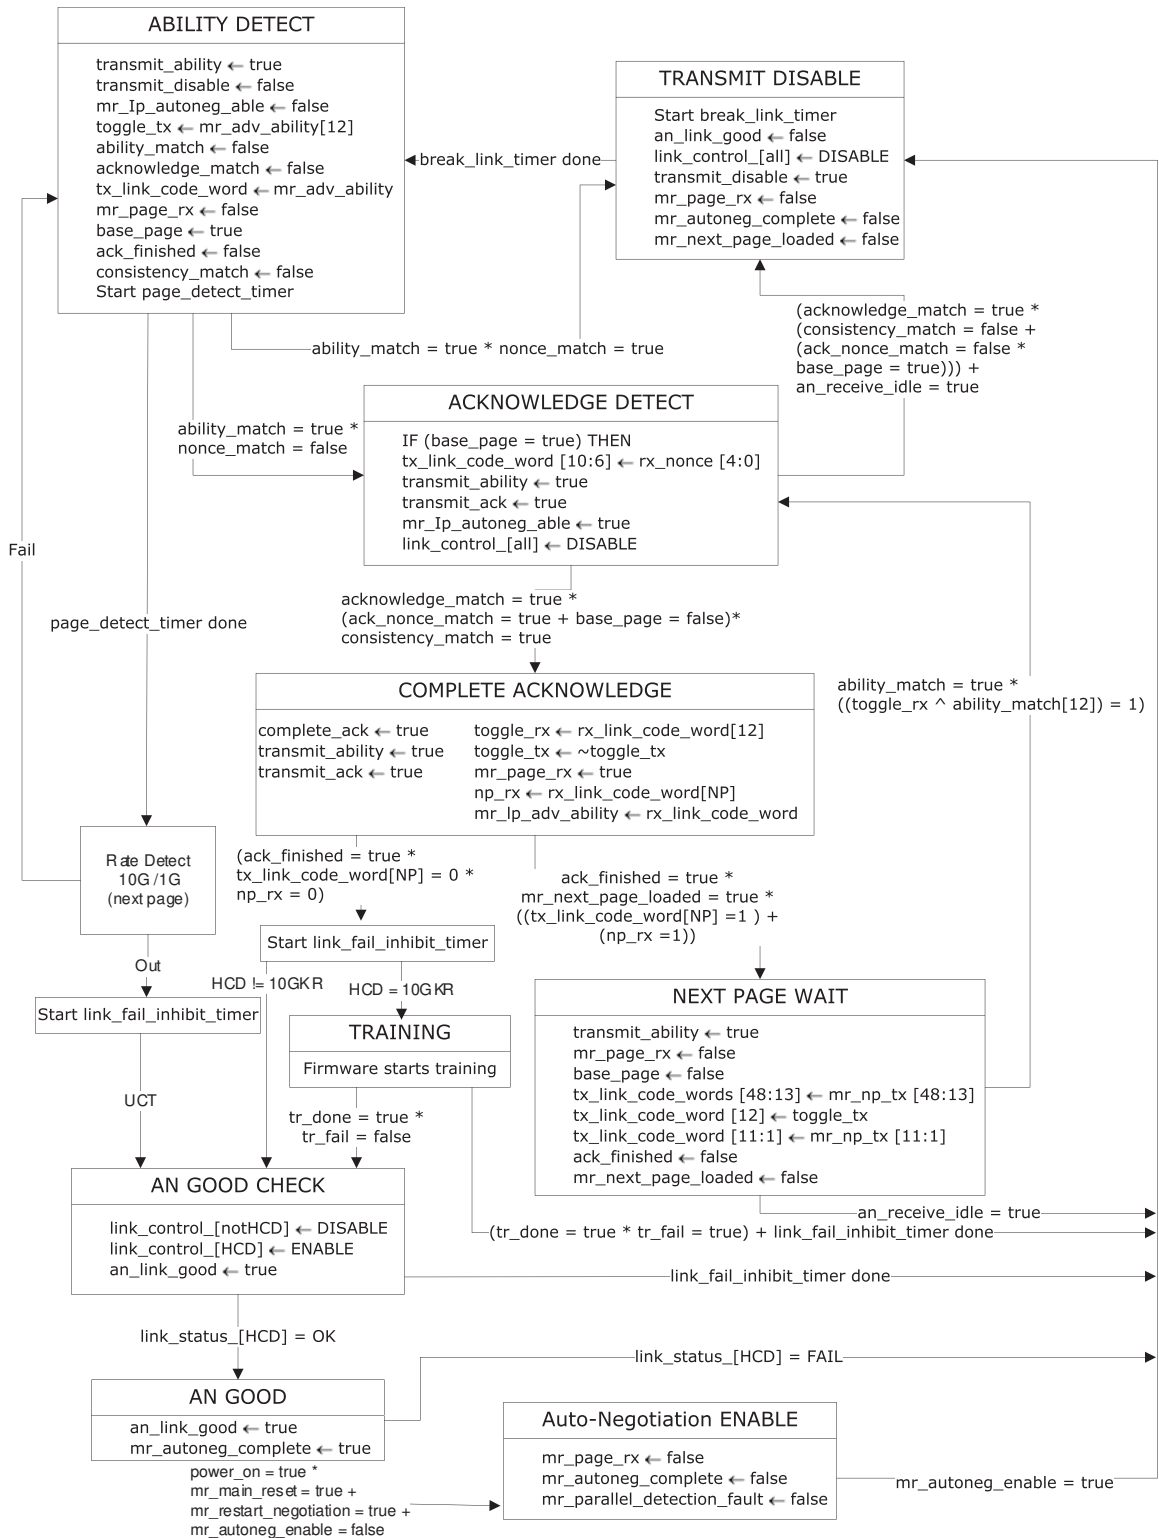 ABILITY DETECT
transmit_ability ← true
transmit_disable ← false
mr_Ip_autoneg_able ← false
toggle_tx ← mr_adv_ability[12]
ability_match ← false
acknowledge_match ← false
tx_link_code_word ← mr_adv_ability
mr_page_rx ← false
base_page ← true
ack_finished ← false
consistency_match ← false
Start page_detect_timer
TRANSMIT DISABLE
Start break_link_timer
an_link_good ← false
link_control_[all] ← DISABLE
transmit_disable ← true
mr_page_rx ← false
mr_autoneg_complete ← false
mr_next_page_loaded ← false
break_link_timer done
ability_match = true * nonce_match = true
(acknowledge_match = true *
(consistency_match = false +
(ack_nonce_match = false *
base_page = true))) +
an_receive_idle = true
ability_match = true *
nonce_match = false
ACKNOWLEDGE DETECT
IF (base_page = true) THEN
tx_link_code_word [10:6] ← rx_nonce [4:0]
transmit_ability ← true
transmit_ack ← true
mr_Ip_autoneg_able ← true
link_control_[all] ← DISABLE
Fail
page_detect_timer done
acknowledge_match = true *
(ack_nonce_match = true + base_page = false)*
consistency_match = true
ability_match = true *
((toggle_rx ^ ability_match[12]) = 1)
COMPLETE ACKNOWLEDGE
complete_ack ← true
transmit_ability ← true
transmit_ack ← true
toggle_rx ← rx_link_code_word[12]
toggle_tx ← ~toggle_tx
mr_page_rx ← true
np_rx ← rx_link_code_word[NP]
mr_lp_adv_ability ← rx_link_code_word
Rate Detect
10G/1G
(next page)
(ack_finished = true *
tx_link_code_word[NP] = 0 *
np_rx = 0)
ack_finished = true *
mr_next_page_loaded = true *
((tx_link_code_word[NP] =1 ) +
(np_rx =1))
Start link_fail_inhibit_timer
Out
HCD != 10GKR
HCD = 10GKR
Start link_fail_inhibit_timer
TRAINING
Firmware starts training
NEXT PAGE WAIT
transmit_ability ← true
mr_page_rx ← false
base_page ← false
tx_link_code_words [48:13] ← mr_np_tx [48:13]
tx_link_code_word [12] ← toggle_tx
tx_link_code_word [11:1] ← mr_np_tx [11:1]
ack_finished ← false
mr_next_page_loaded ← false
UCT
tr_done = true *
tr_fail = false
AN GOOD CHECK
link_control_[notHCD] ← DISABLE
link_control_[HCD] ← ENABLE
an_link_good ← true
an_receive_idle = true
(tr_done = true * tr_fail = true) + link_fail_inhibit_timer done
link_fail_inhibit_timer done
link_status_[HCD] = OK
link_status_[HCD] = FAIL
AN GOOD
an_link_good ← true
mr_autoneg_complete ← true
Auto-Negotiation ENABLE
mr_page_rx ← false
mr_autoneg_complete ← false
mr_parallel_detection_fault ← false
mr_autoneg_enable = true
power_on = true *
mr_main_reset = true +
mr_restart_negotiation = true +
mr_autoneg_enable = false